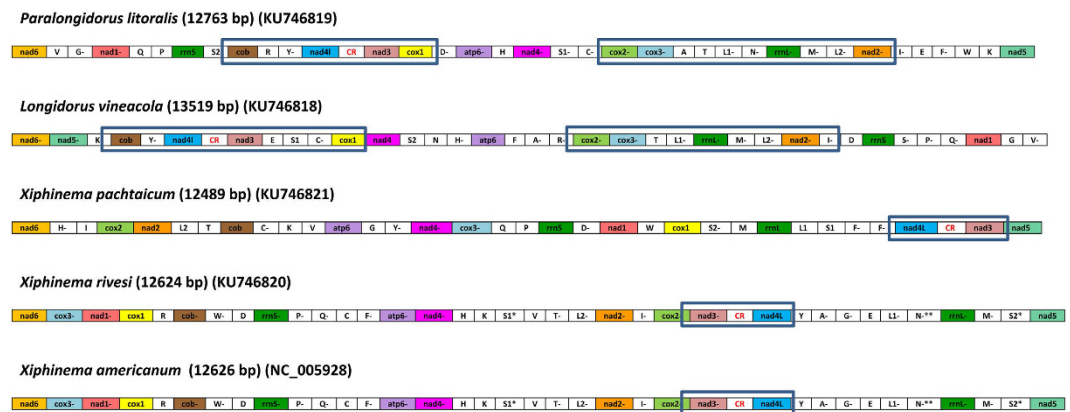 Paralongidorus litoralis (12763 bp) (KU746819)
nad6 V G- nad1- Q P rrnS S2 cob R Y- nad4l CR nad3 cox1 D- atp6- H nad4- S1- C- cox2- cox3- A T L1- N- rrnL- M- L2- nad2- I- E F- W K nad5
Longidorus vineacola (13519 bp) (KU746818)
nad6- nad5- K cob Y- nad4l CR nad3 E S1 C- cox1 nad4 S2 N H- atp6 F A- R- cox2- cox3- T L1- rrnL- M- L2- nad2- I- D rrnS S- P- Q- nad1 G V-
Xiphinema pachtaicum (12489 bp) (KU746821)
nad6 H- I cox2 nad2 L2 T cob C- K V atp6 G Y- nad4- cox3- Q P rrnS D- nad1 W cox1 S2- M rrnL L1 S1 F- F- nad4L CR nad3 nad5
Xiphinema rivesi (12624 bp) (KU746820)
nad6 cox3- nad1- cox1 R cob- W- D rrnS- P- Q- C F- atp6- nad4- H K S1* V T- L2- nad2- I- cox2 nad3- CR nad4L Y A- G- E L1- N-** rrnL- M- S2* nad5
Xiphinema americanum (12626 bp) (NC_005928)
nad6 cox3- nad1- cox1 R cob- W- D rrnS- P- Q- C F- atp6- nad4- H K S1* V T- L2- nad2- I- cox2- nad3- CR nad4L Y A- G- E L1- N-** rrnL- M- S2* nad5